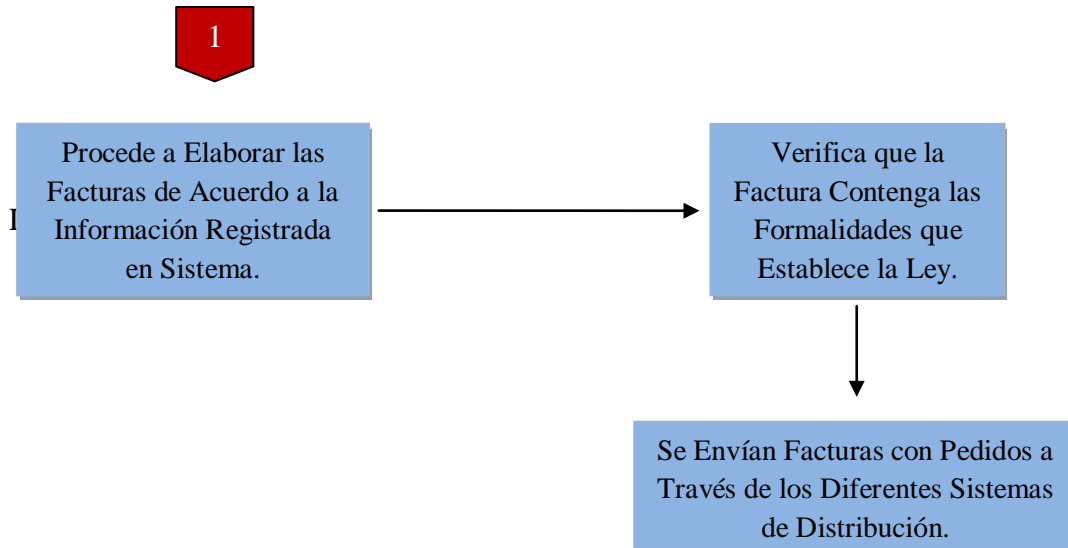 1
Procede a Elaborar las
Facturas de Acuerdo a la
Información Registrada
en Sistema.
Verifica que la
Factura Contenga las
Formalidades que
Establece la Ley.
Se Envían Facturas con Pedidos a
Través de los Diferentes Sistemas
de Distribución.